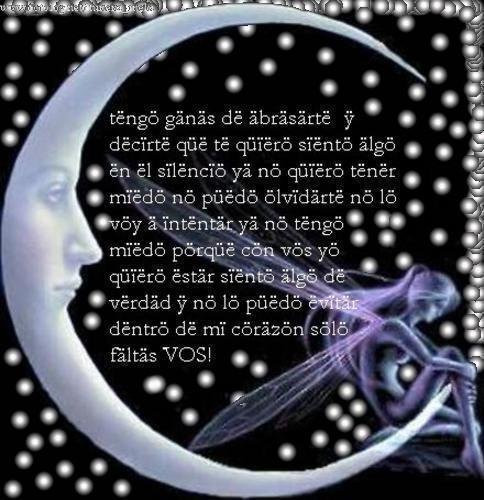 tëngö gänäs dë äbräsärtë ÿ
dëcïrtë qüë të qüïërö sïëntö älgö
ën ël sïlëncïö yä nö qüïërö tënër
mïëdö nö püëdö ölvïdärtë nö lö
vöy ä ïntëntär yä nö tëngö
mïëdö pörqüë cön vös yö
qüïërö ëstär sïëntö älgö dë
vërdäd ÿ nö lö püëdö ëvïtär
dëntrö dë mï cöräzön sölö
fältäs VOS!